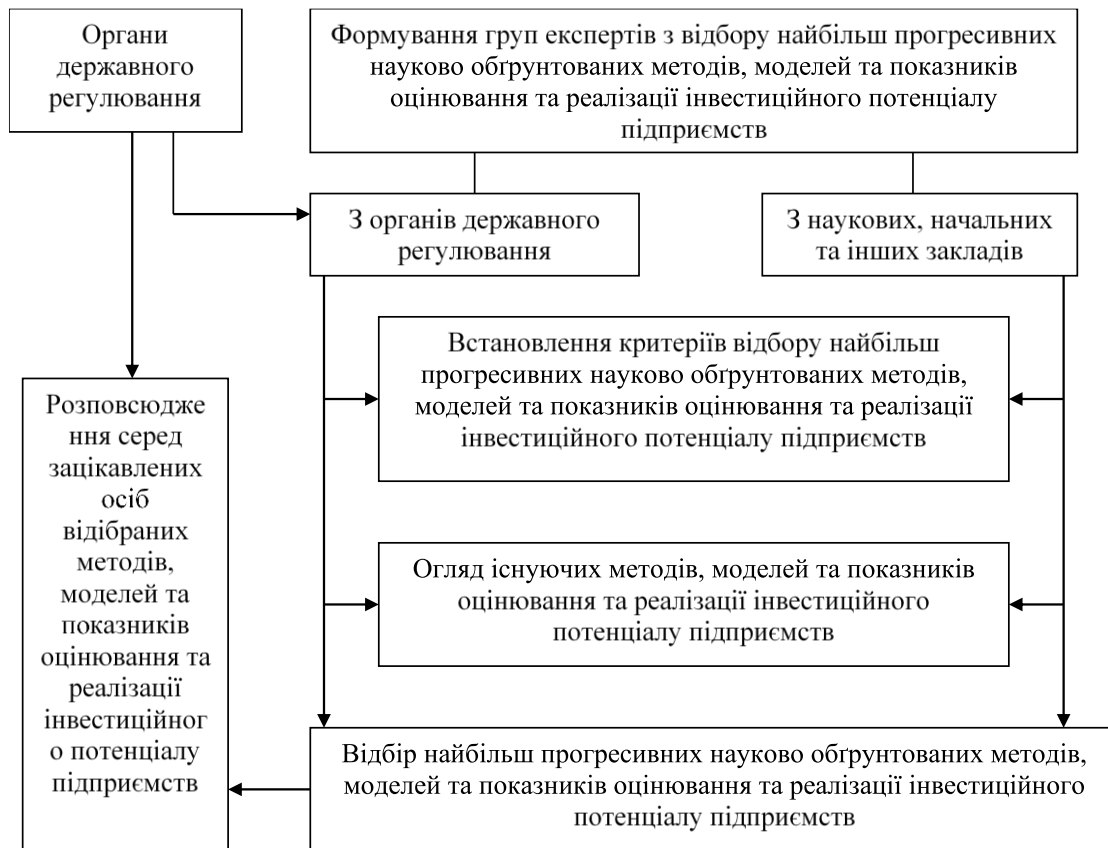 Органи
державного
регулювання
Формування груп експертів з відбору найбільш прогресивних
науково обґрунтованих методів, моделей та показників
оцінювання та реалізації інвестиційного потенціалу
підприємств
З органів державного
регулювання
З наукових, начальних
та інших закладів
Встановлення критеріїв відбору найбільш
прогресивних науково обґрунтованих методів,
моделей та показників оцінювання та реалізації
інвестиційного потенціалу підприємств
Розповсюдже
ння серед
зацікавлених
осіб
відібраних
методів,
моделей та
показників
оцінювання та
реалізації
інвестиційног
о потенціалу
підприємств
Огляд існуючих методів, моделей та показників
оцінювання та реалізації інвестиційного
потенціалу підприємств
Відбір найбільш прогресивних науково обґрунтованих методів,
моделей та показників оцінювання та реалізації інвестиційного
потенціалу підприємств